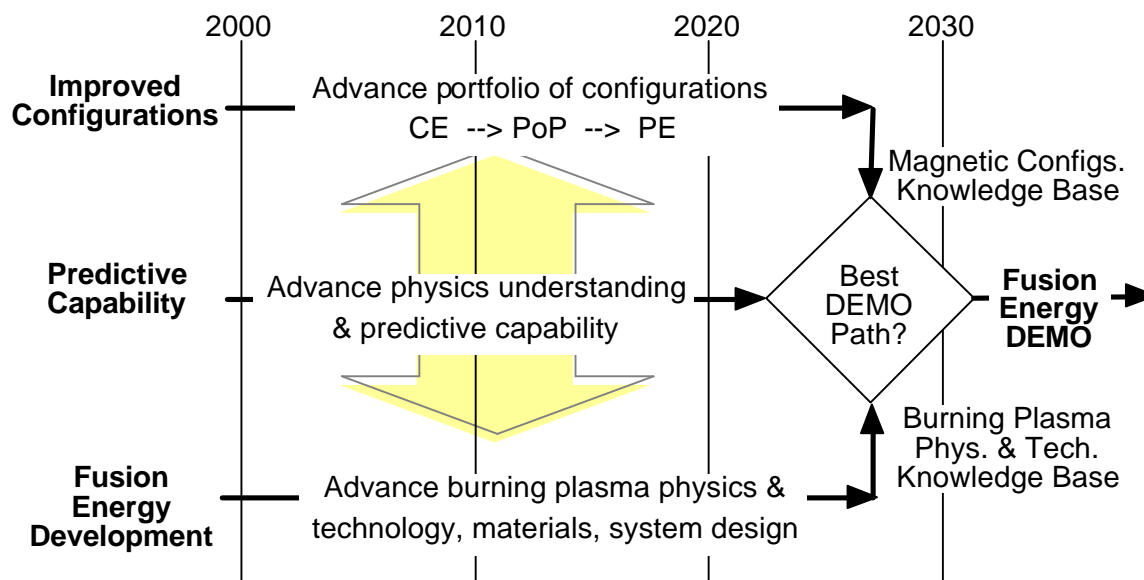 2000 2010 2020 2030
Improved
Configurations
Advance portfolio of configurations
CE --> PoP --> PE
Magnetic Configs.
Knowledge Base
Predictive
Capability
Advance physics understanding
& predictive capability
Best
DEMO
Path?
Fusion
Energy
DEMO
Fusion
Energy
Development
Advance burning plasma physics &
technology, materials, system design
Burning Plasma
Phys. & Tech.
Knowledge Base